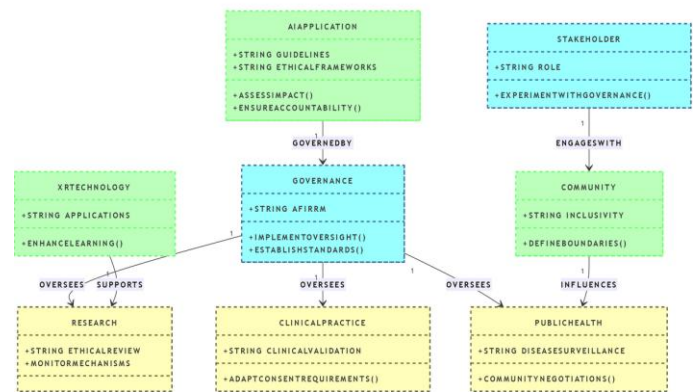 AIAPPLICATION
+STRING GUIDELINES
+STRING ETHICALFRAMEWORKS
+ASSESSIMPACT()
+ENSUREACCOUNTABILITY()
STAKEHOLDER
+STRING ROLE
+EXPERIMENTWITHGOVERNANCE()
1
GOVERNEDBY
1
ENGAGESWITH
XRTECHNOLOGY
+STRING APPLICATIONS
+ENHANCELEARNING()
GOVERNANCE
+STRING AFIRRM
+IMPLEMENTOVERSIGHT()
+ESTABLISHSTANDARDS()
COMMUNITY
+STRING INCLUSIVITY
+DEFINEBOUNDARIES()
1
1
1
1
1
OVERSEES
SUPPORTS
OVERSEES
OVERSEES
INFLUENCES
RESEARCH
+STRING ETHICALREVIEW
+MONITORMECHANISMS
CLINICALPRACTICE
+STRING CLINICALVALIDATION
+ADAPTCONSENTREQUIREMENTS()
PUBLICHEALTH
+STRING DISEASESURVEILLANCE
+COMMUNITYNEGOTIATIONS()